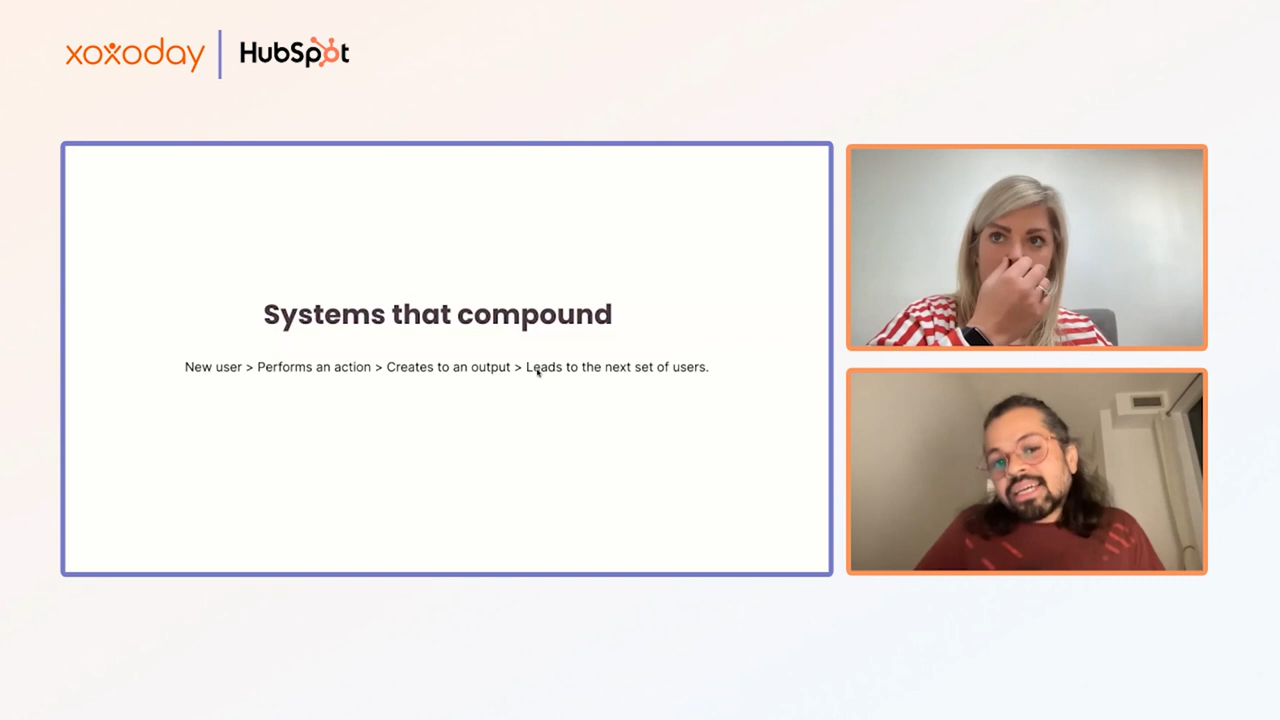 xoxoday
HubSpot
Systems that compound
New user > Performs an action > Creates to an output > Leads to the next set of users.